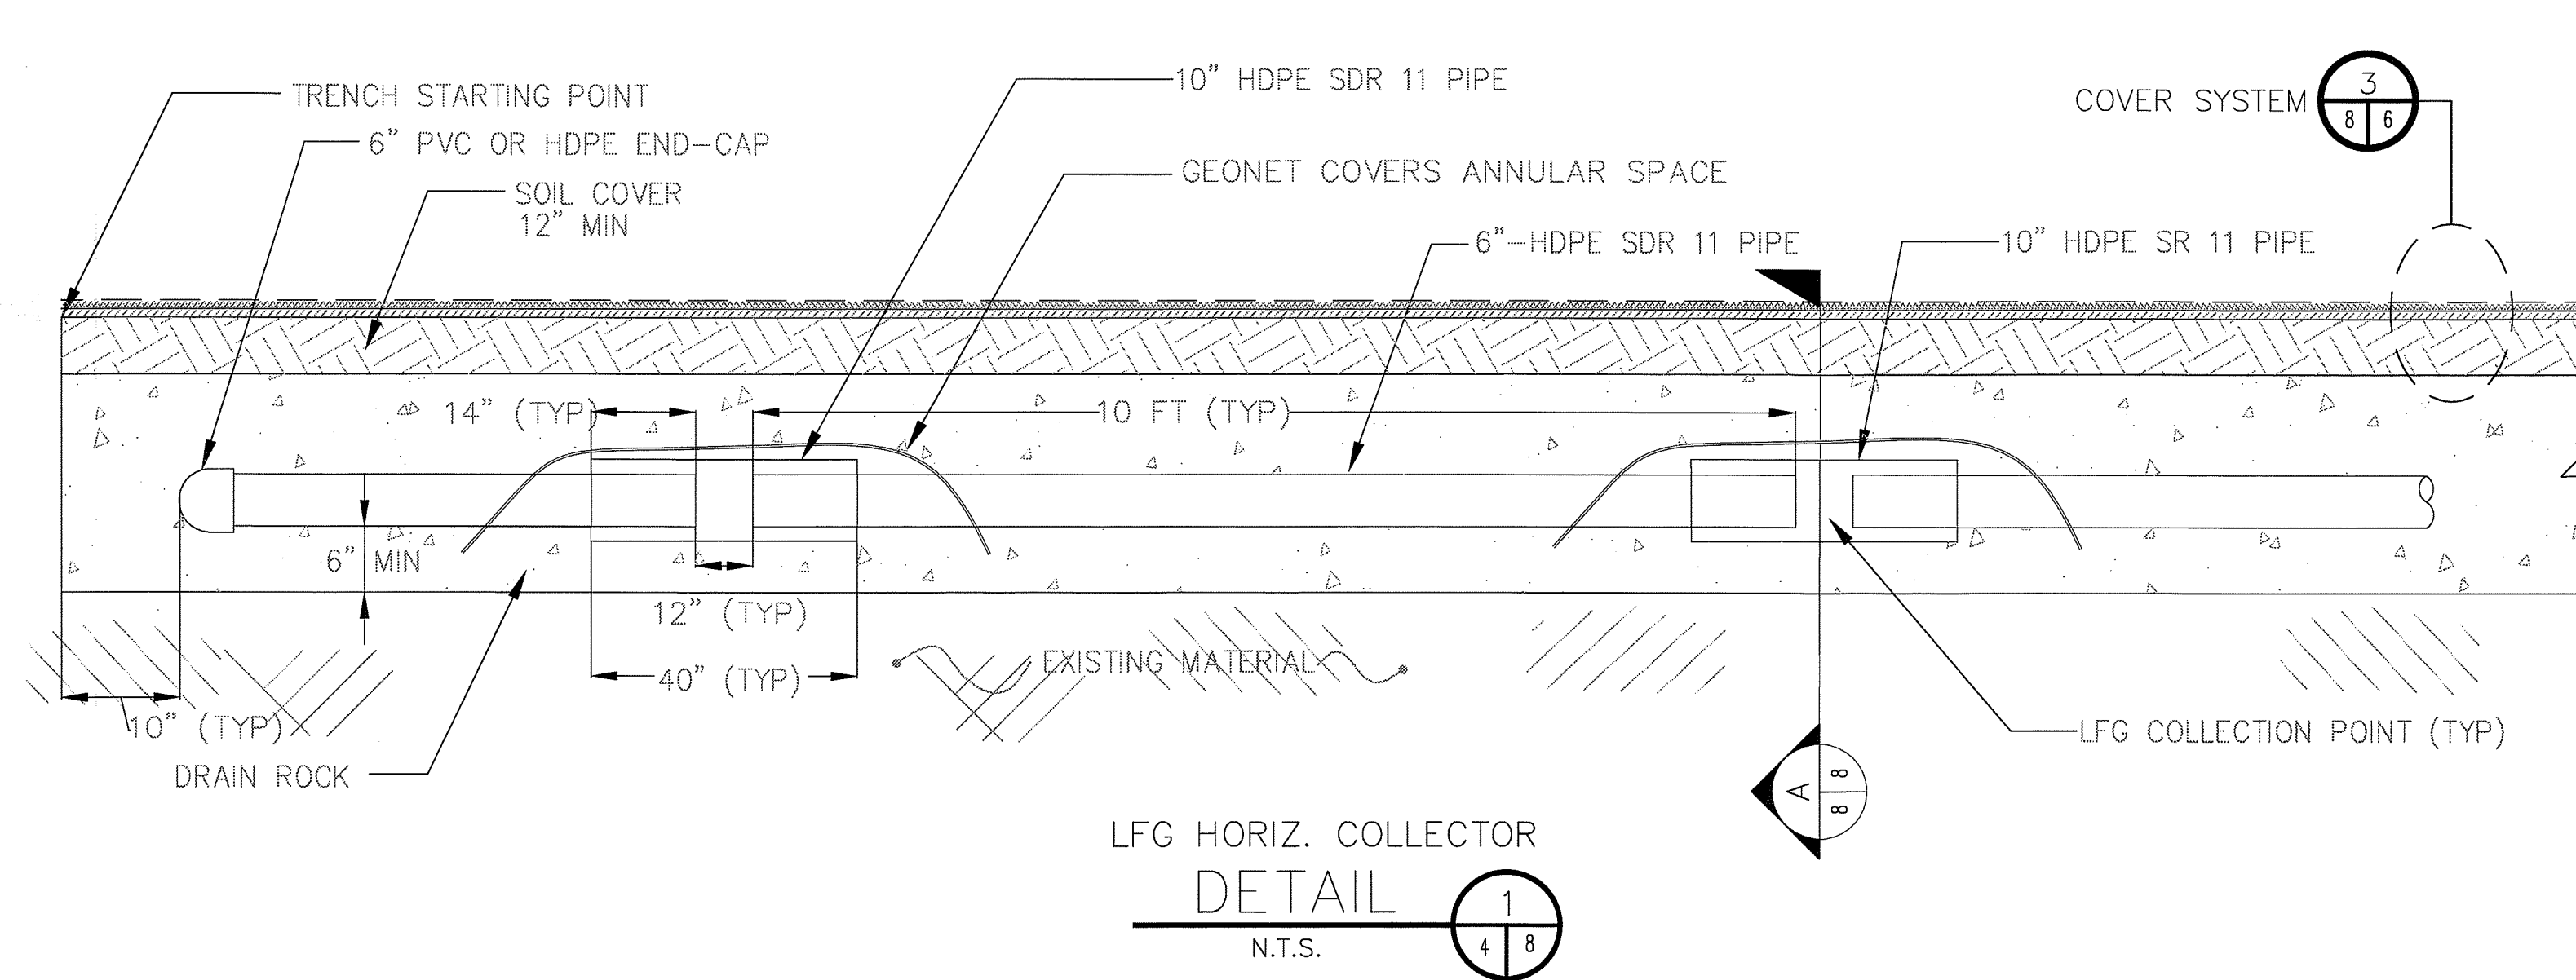 TRENCH STARTING POINT
6" PVC OR HDPE END-CAP
SOIL COVER
12" MIN
10" HDPE SDR 11 PIPE
GEONET COVERS ANNULAR SPACE
6"-HDPE SDR 11 PIPE
10" HDPE SR 11 PIPE
COVER SYSTEM
3
8 6
14" (TYP)
10 FT (TYP)
6" MIN
12" (TYP)
40" (TYP)
EXISTING MATERIAL
10" (TYP)
DRAIN ROCK
LFG COLLECTION POINT (TYP)
A
8 8
LFG HORIZ. COLLECTOR
DETAIL
1
4 8
N.T.S.